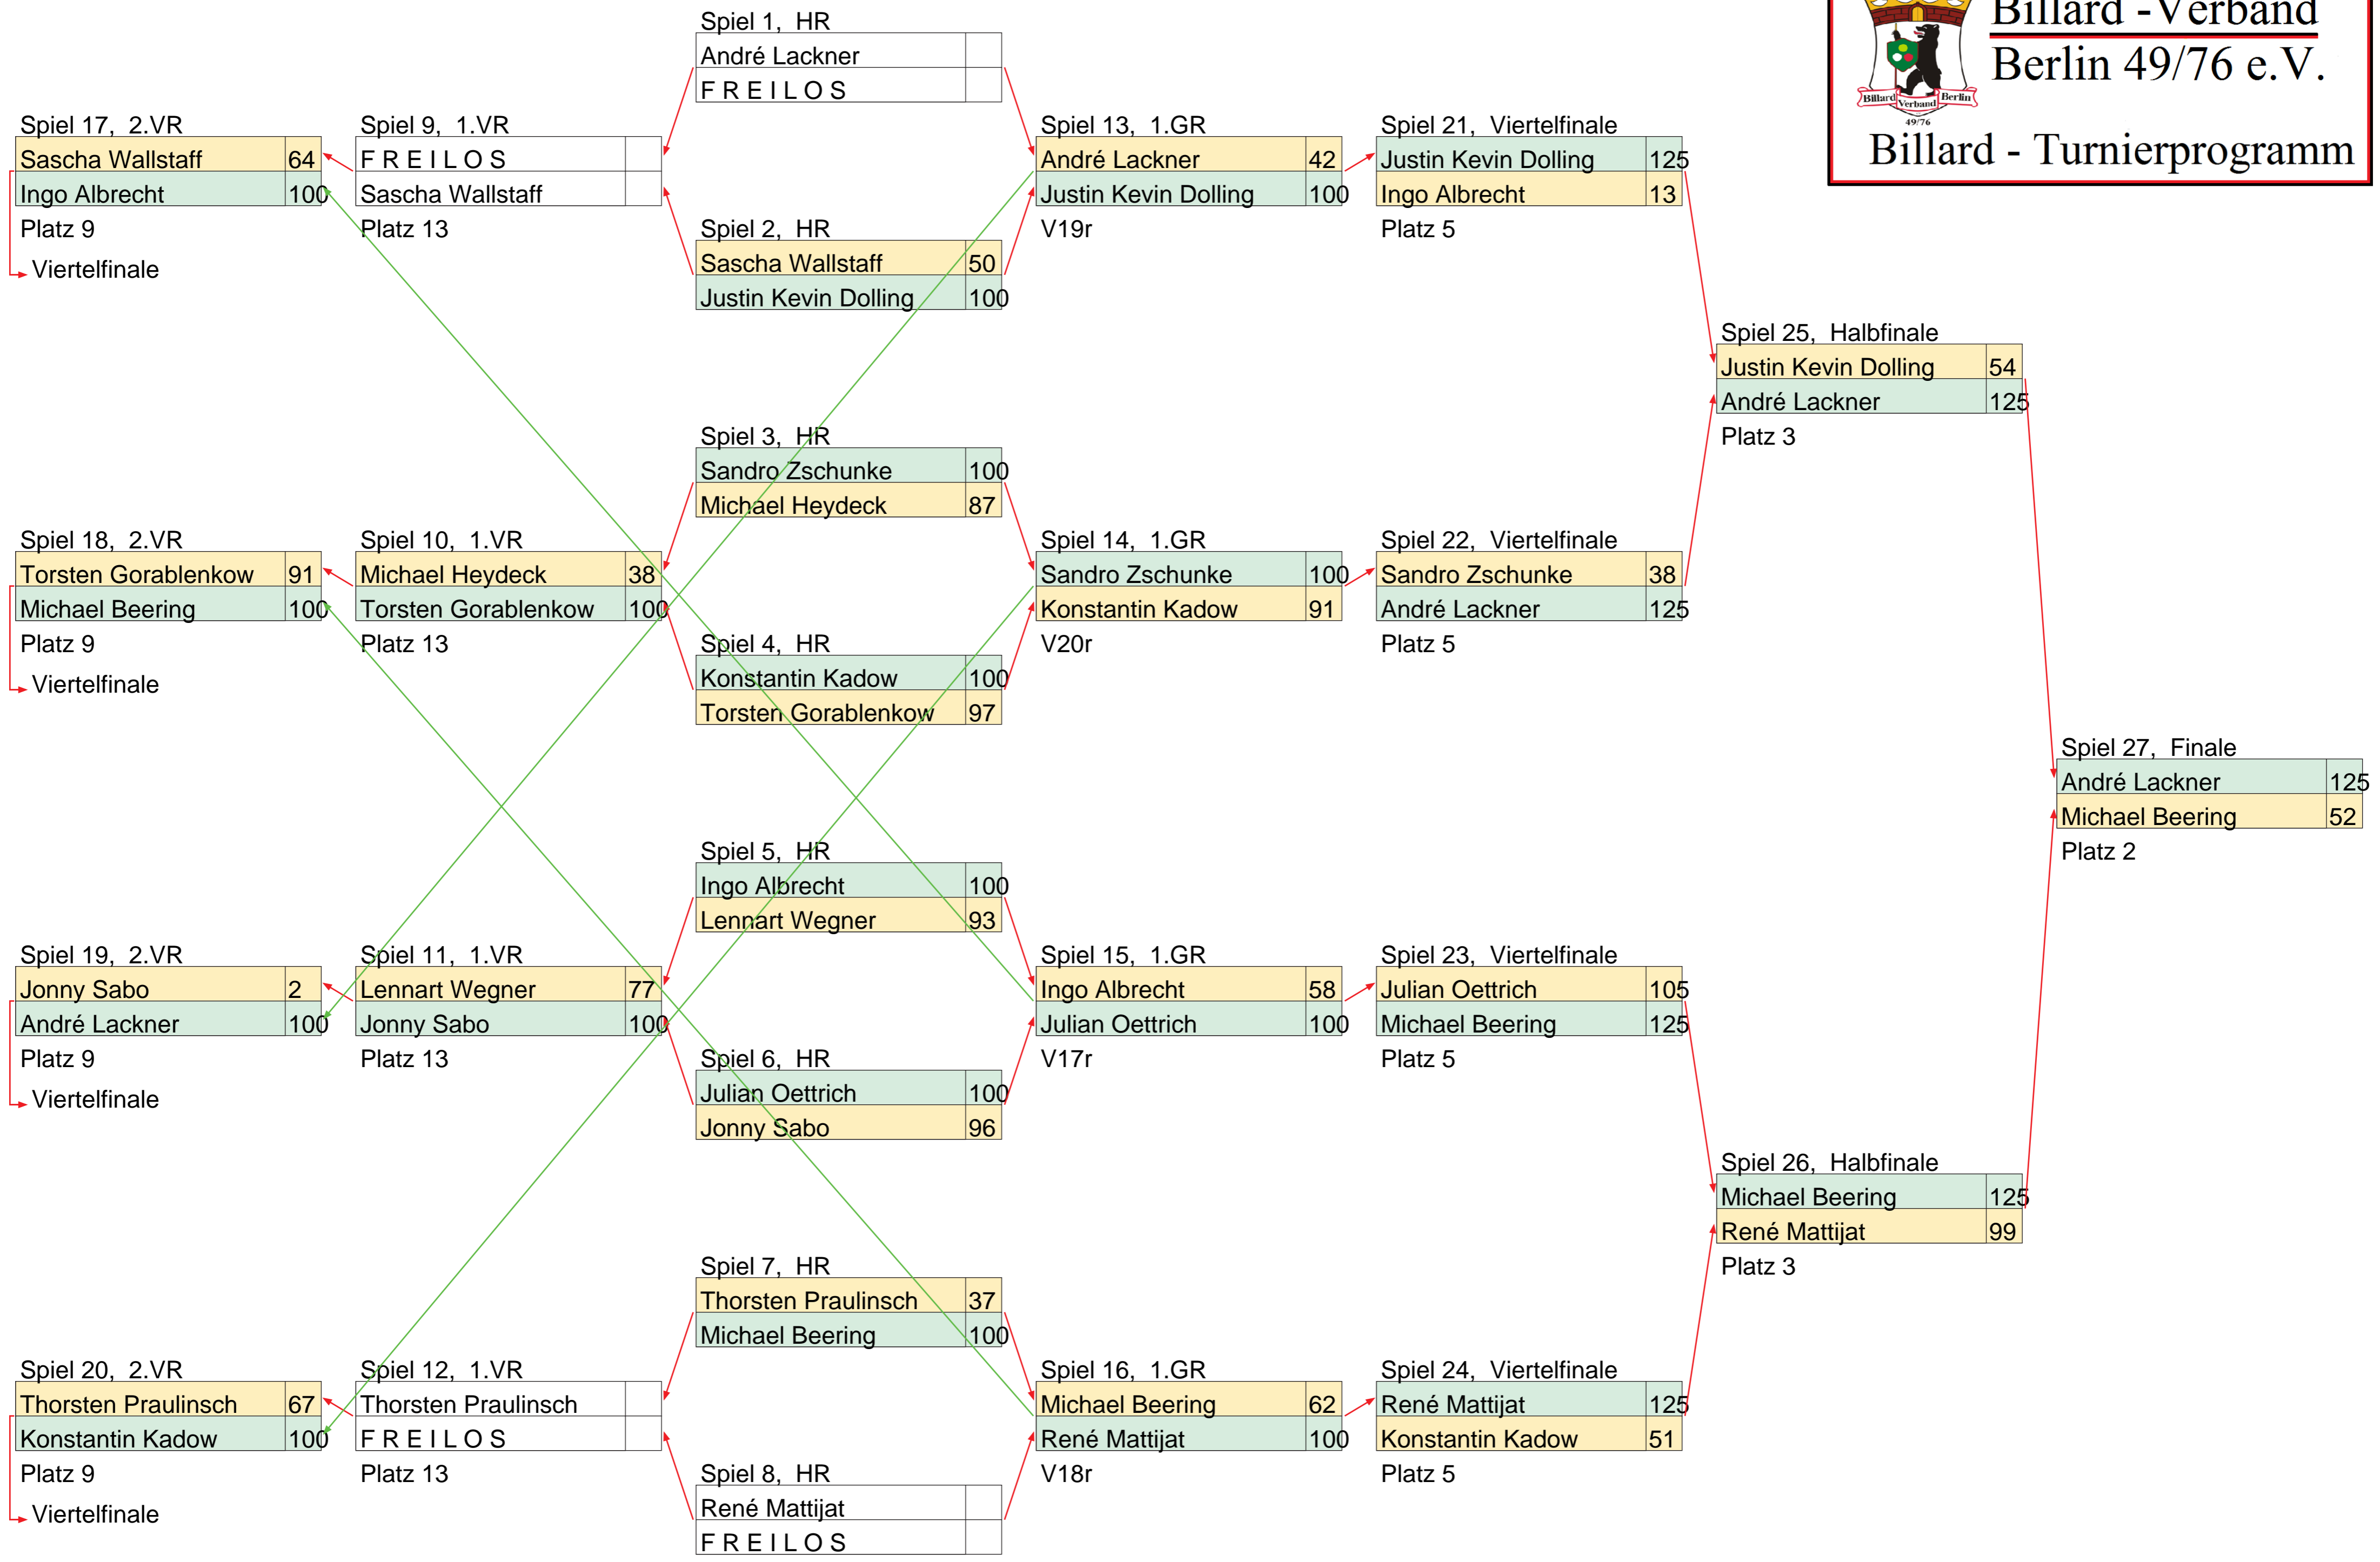 Billard -Verband
Berlin 49/76 e.V.
Billard Verband Berlin
49/76
Billard - Turnierprogramm
Spiel 17, 2.VR
Sascha Wallstaff 64
Ingo Albrecht 100
Platz 9
Viertelfinale
Spiel 18, 2.VR
Torsten Gorablenkow 91
Michael Beering 100
Platz 9
Viertelfinale
Spiel 19, 2.VR
Jonny Sabo 2
André Lackner 100
Platz 9
Viertelfinale
Spiel 20, 2.VR
Thorsten Praulinsch 67
Konstantin Kadow 100
Platz 9
Viertelfinale
Spiel 9, 1.VR
F R E I L O S
Sascha Wallstaff
Platz 13
Spiel 10, 1.VR
Michael Heydeck 38
Torsten Gorablenkow 100
Platz 13
Spiel 11, 1.VR
Lennart Wegner 77
Jonny Sabo 100
Platz 13
Spiel 12, 1.VR
Thorsten Praulinsch
F R E I L O S
Platz 13
Spiel 1, HR
André Lackner
F R E I L O S
Spiel 2, HR
Sascha Wallstaff 50
Justin Kevin Dolling 100
Spiel 3, HR
Sandro Zschunke 100
Michael Heydeck 87
Spiel 4, HR
Konstantin Kadow 100
Torsten Gorablenkow 97
Spiel 5, HR
Ingo Albrecht 100
Lennart Wegner 93
Spiel 6, HR
Julian Oettrich 100
Jonny Sabo 96
Spiel 7, HR
Thorsten Praulinsch 37
Michael Beering 100
Spiel 8, HR
René Mattijat
F R E I L O S
Spiel 13, 1.GR
André Lackner 42
Justin Kevin Dolling 100
V19r
Spiel 14, 1.GR
Sandro Zschunke 100
Konstantin Kadow 91
V20r
Spiel 15, 1.GR
Ingo Albrecht 58
Julian Oettrich 100
V17r
Spiel 16, 1.GR
Michael Beering 62
René Mattijat 100
V18r
Spiel 21, Viertelfinale
Justin Kevin Dolling 125
Ingo Albrecht 13
Platz 5
Spiel 22, Viertelfinale
Sandro Zschunke 38
André Lackner 125
Platz 5
Spiel 23, Viertelfinale
Julian Oettrich 105
Michael Beering 125
Platz 5
Spiel 24, Viertelfinale
René Mattijat 125
Konstantin Kadow 51
Platz 5
Spiel 25, Halbfinale
Justin Kevin Dolling 54
André Lackner 125
Platz 3
Spiel 26, Halbfinale
Michael Beering 125
René Mattijat 99
Platz 3
Spiel 27, Finale
André Lackner 125
Michael Beering 52
Platz 2